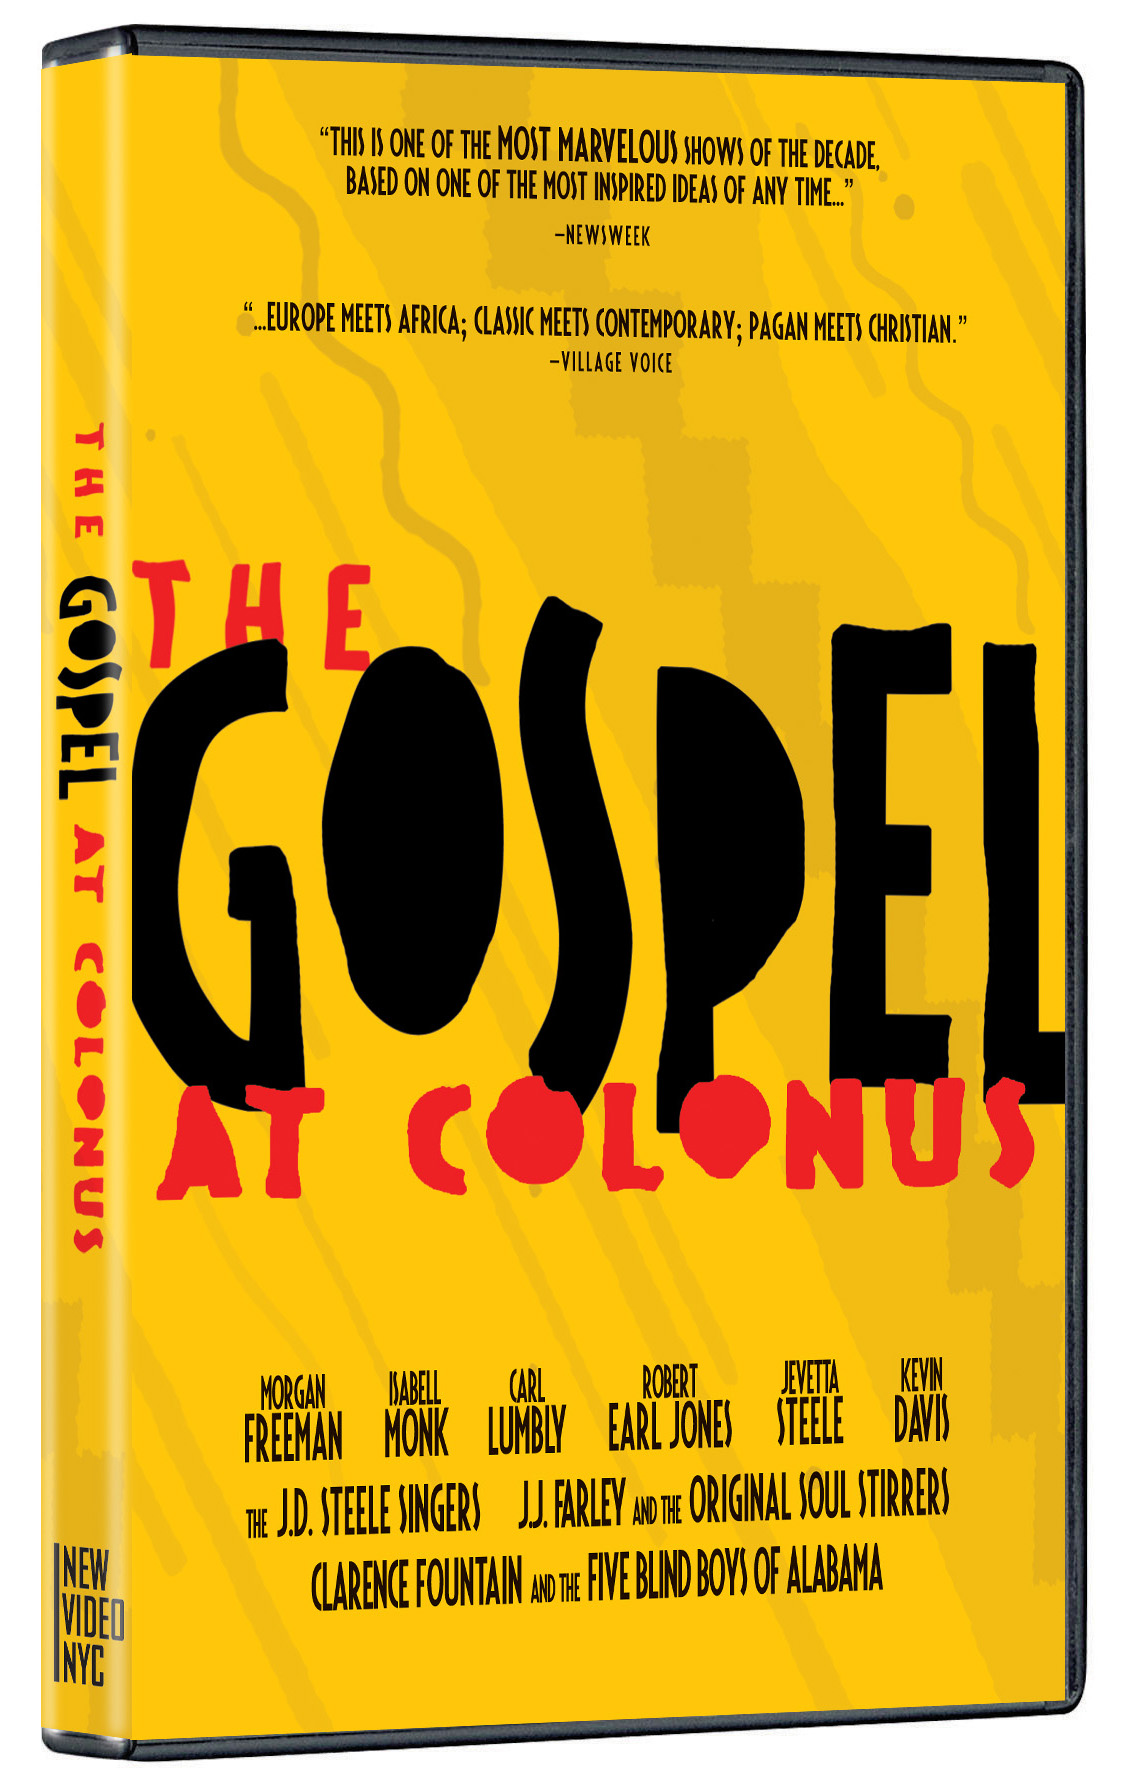 “THIS IS ONE OF THE MOST MARVELOUS SHOWS OF THE DECADE,
BASED ON ONE OF THE MOST INSPIRED IDEAS OF ANY TIME...”
–NEWSWEEK
“...EUROPE MEETS AFRICA; CLASSIC MEETS CONTEMPORARY; PAGAN MEETS CHRISTIAN.”
–VILLAGE VOICE
THE
GOSPEL
AT COLONUS
MORGAN FREEMAN ISABELL MONK CARL LUMBLY ROBERT EARL JONES JEVETTA STEELE KEVIN DAVIS
THE J.D. STEELE SINGERS J.J. FARLEY AND THE ORIGINAL SOUL STIRRERS
CLARENCE FOUNTAIN AND THE FIVE BLIND BOYS OF ALABAMA
THE GOSPEL AT COLONUS
NEW
VIDEO
NYC